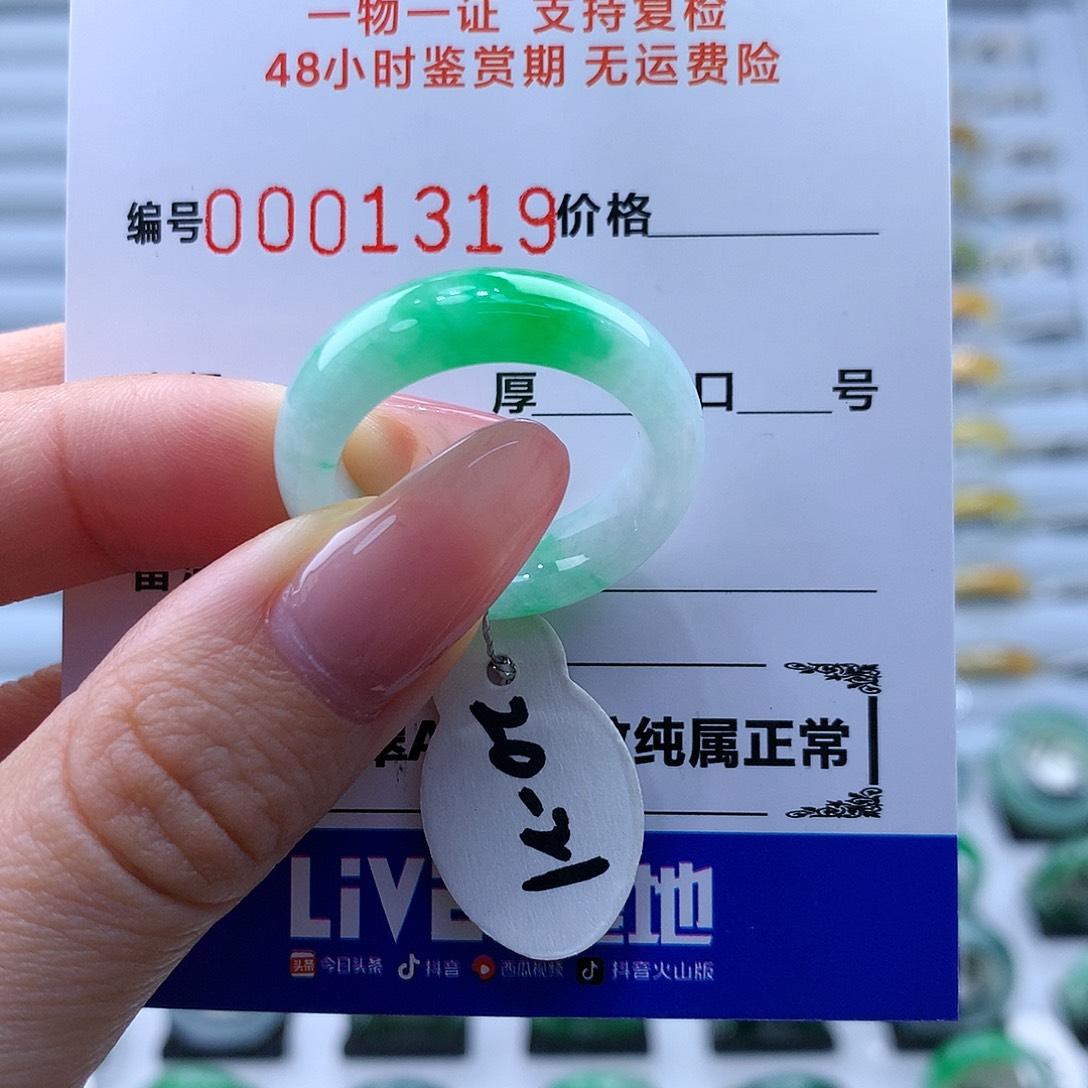 一物一证 支持复检
48小时鉴赏期 无运费险
编号0001319价格
厚 口 号
纯属正常
LiVE 地
今日头条 抖音 西瓜视频 抖音火山版